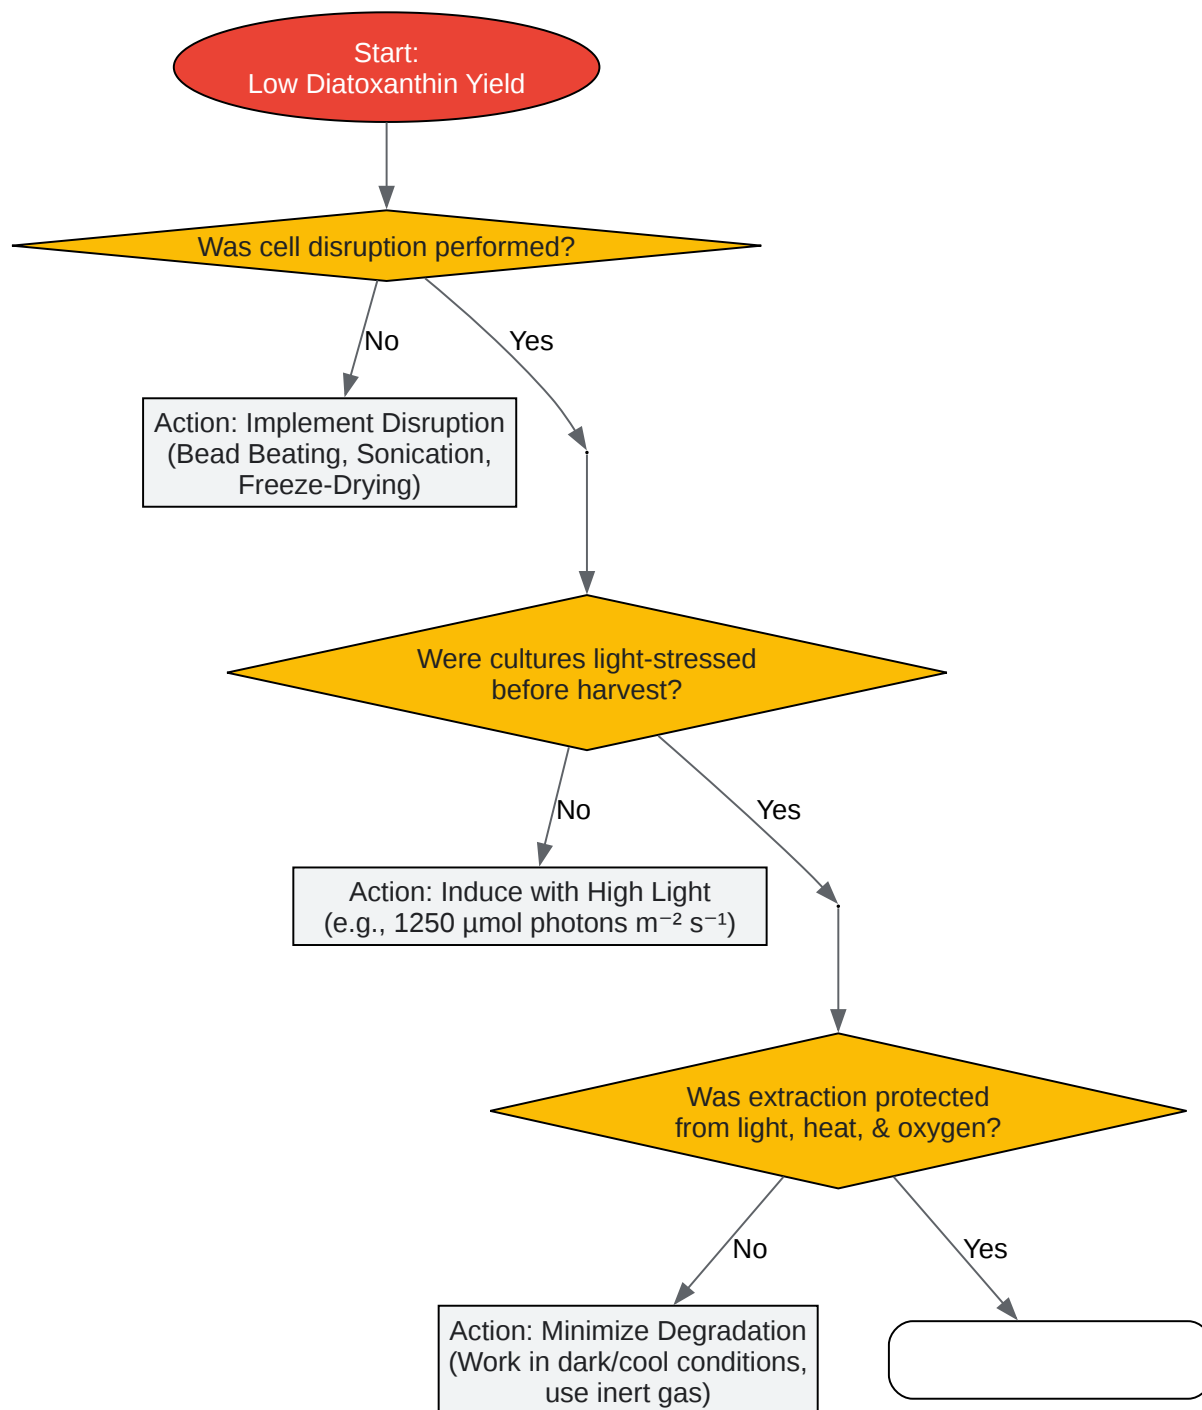 Start:
Low Diatoxanthin Yield
Was cell disruption performed?
No
Yes
Action: Implement Disruption
(Bead Beating, Sonication,
Freeze-Drying)
Were cultures light-stressed
before harvest?
No
Yes
Action: Induce with High Light
(e.g., 1250 µmol photons m⁻² s⁻¹)
Was extraction protected
from light, heat, & oxygen?
No
Yes
Action: Minimize Degradation
(Work in dark/cool conditions,
use inert gas)